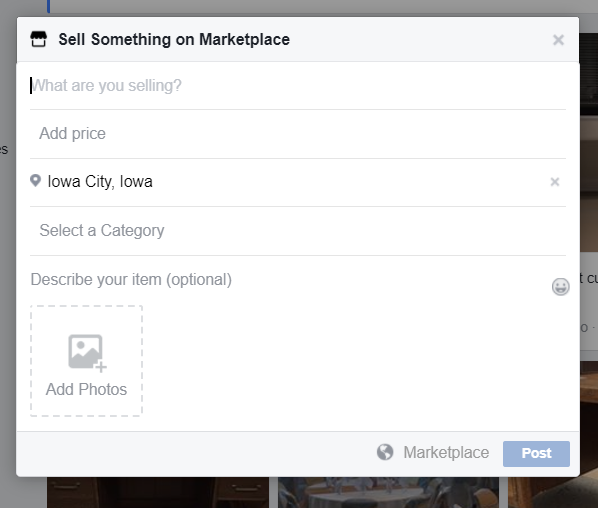 Sell Something on Marketplace
What are you selling?
Add price
Iowa City, Iowa
Select a Category
Describe your item (optional)
Add Photos
Marketplace
Post